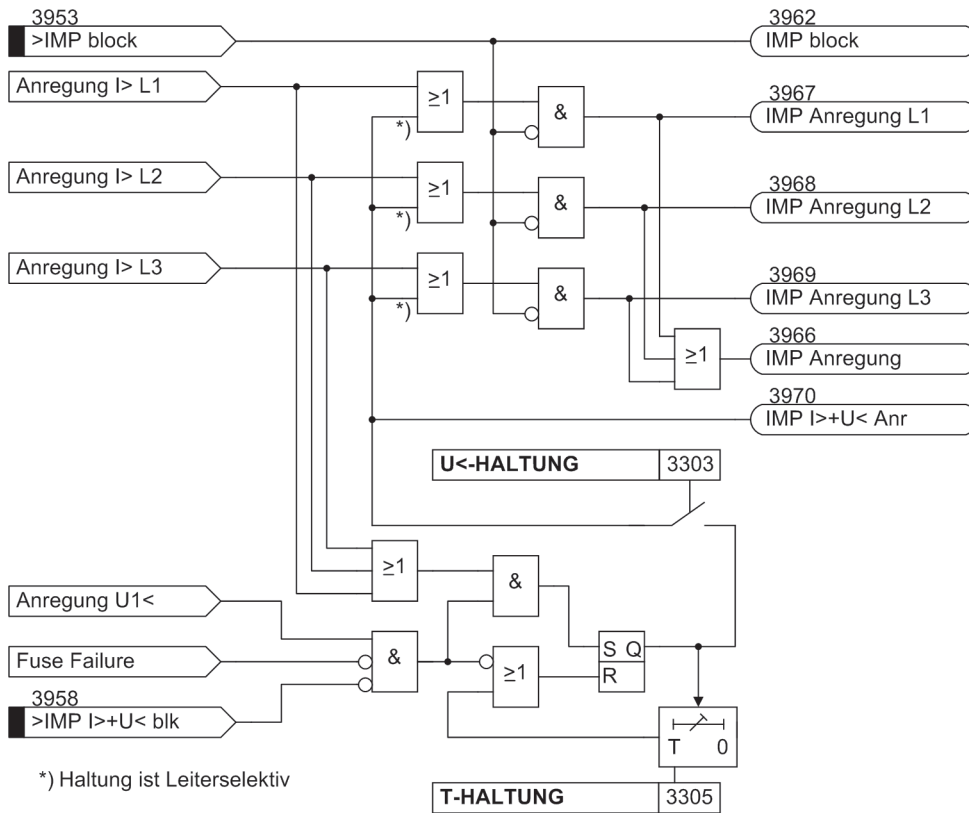 3953
>IMP block
3962
IMP block
Anregung I> L1
≥1
*)
&
3967
IMP Anregung L1
Anregung I> L2
≥1
*)
&
3968
IMP Anregung L2
Anregung I> L3
≥1
*)
&
3969
IMP Anregung L3
≥1
3966
IMP Anregung
3970
IMP I>+U< Anr
U<-HALTUNG 3303
≥1
&
Anregung U1<
&
Fuse Failure
≥1
S Q
R
3958
>IMP I>+U< blk
T 0
*) Haltung ist Leiterselektiv
T-HALTUNG 3305